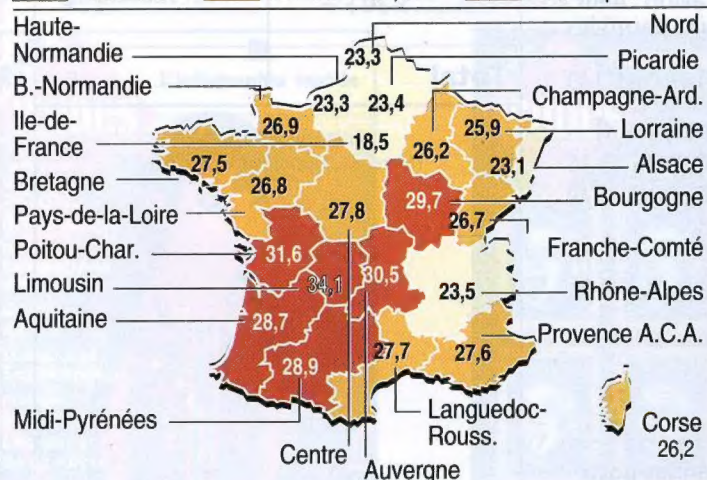 Haute-
Normandie
B.-Normandie
Ile-de-
France
Bretagne
Pays-de-la-Loire
Poitou-Char.
Limousin
Aquitaine
Midi-Pyrénées
Centre
Auvergne
Languedoc-
Rouss.
Nord
Picardie
Champagne-Ard.
Lorraine
Alsace
Bourgogne
Franche-Comté
Rhône-Alpes
Provence A.C.A.
Corse
26,2
23,3
23,3
23,4
26,9
18,5
26,2
25,9
23,1
27,5
26,8
27,8
29,7
26,7
31,6
34,1
30,5
23,5
28,7
28,9
27,7
27,6